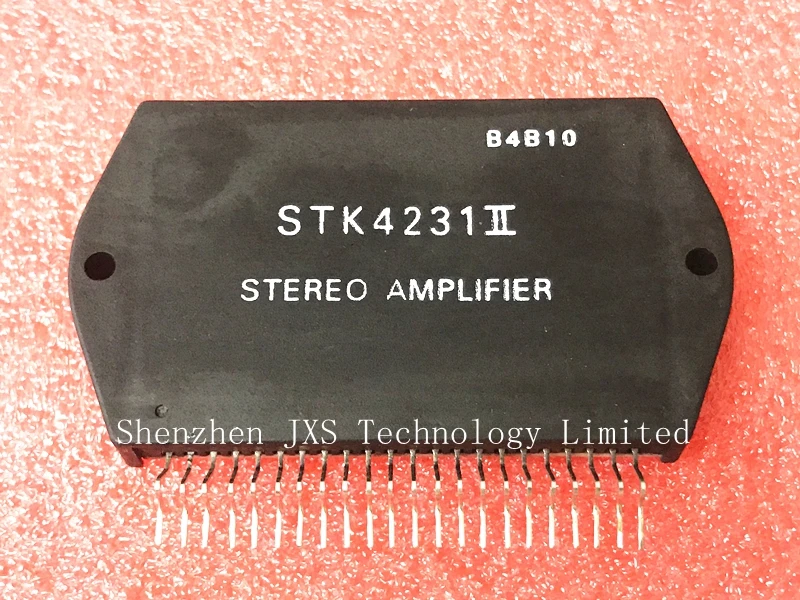 B4B10
STK4231II
STEREO AMPLIFIER
Shenzhen JXS Technology Limited